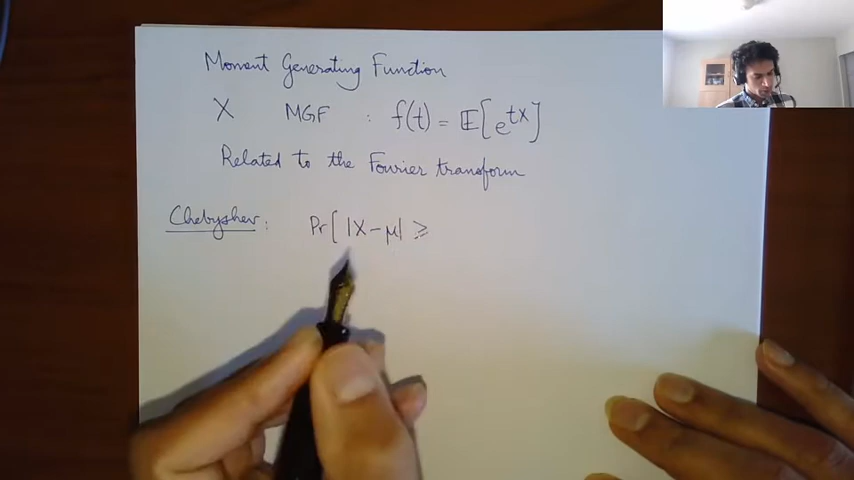 Moment Generating Function
X MGF : f(t) = 𝔼[e^{tX}]
Related to the Fourier transform
Chebyshev : Pr[ |X - μ| ≥